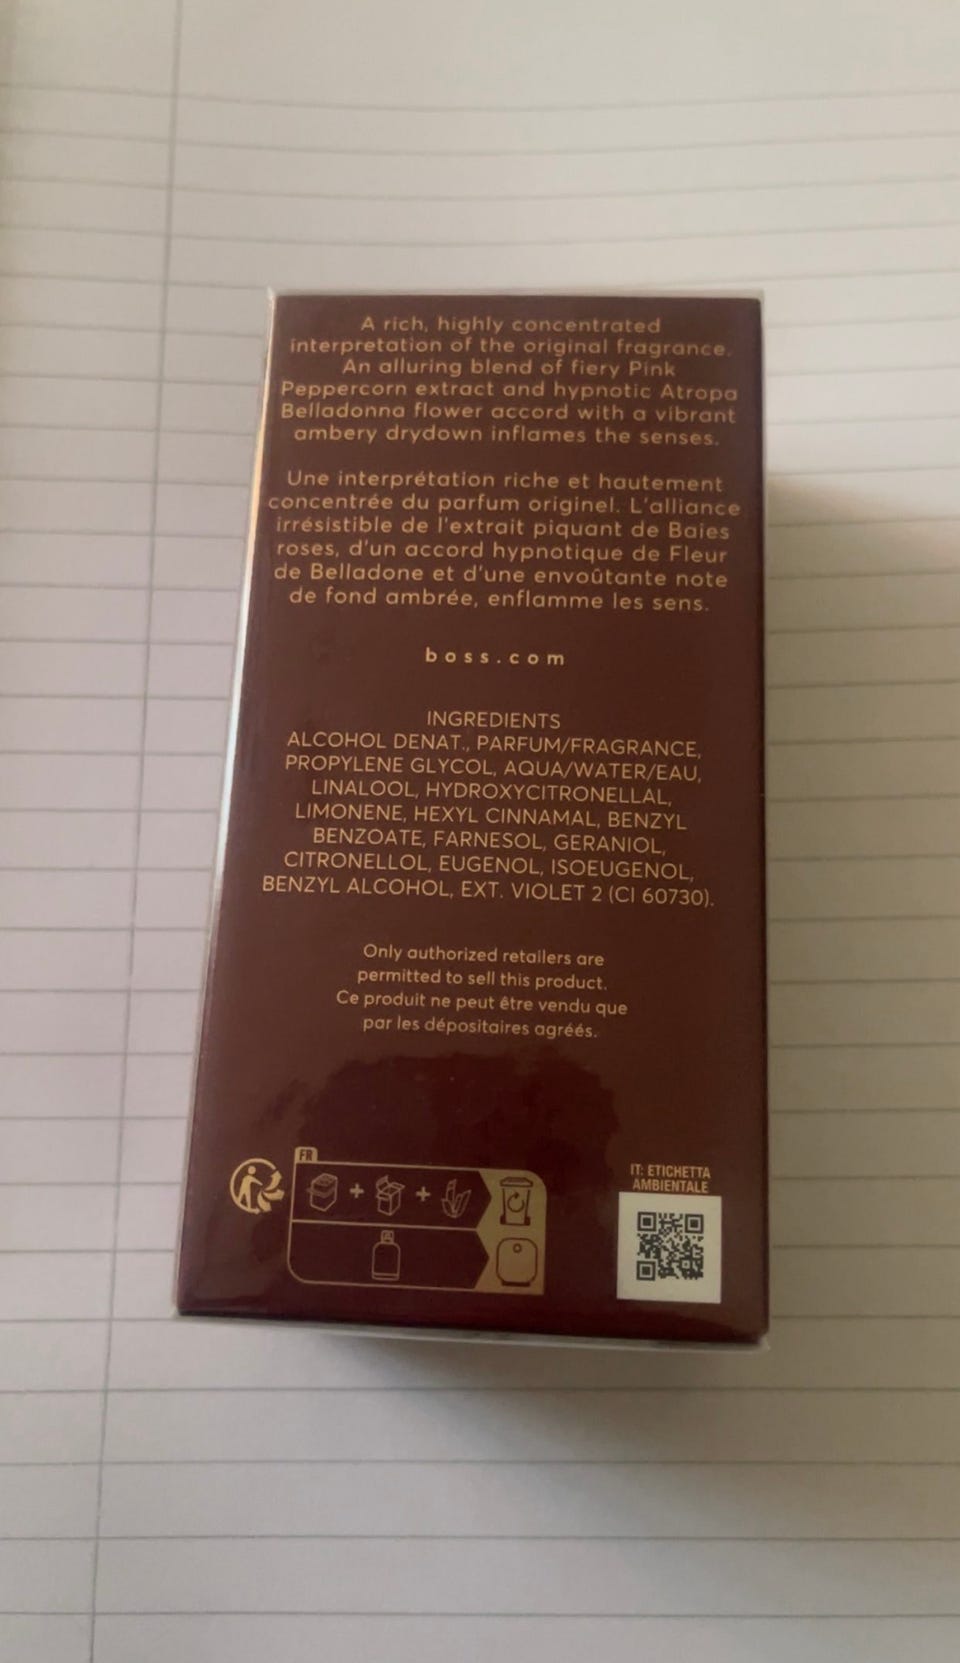 A rich, highly concentrated
interpretation of the original fragrance.
An alluring blend of fiery Pink
Peppercorn extract and hypnotic Atropa
Belladonna flower accord with a vibrant
ambery drydown inflames the senses.
Une interprétation riche et hautement
concentrée du parfum originel. L'alliance
irrésistible de l'extrait piquant de Baies
roses, d'un accord hypnotique de Fleur
de Belladone et d'une envoûtante note
de fond ambrée, enflamme les sens.
boss.com
INGREDIENTS
ALCOHOL DENAT., PARFUM/FRAGRANCE,
PROPYLENE GLYCOL, AQUA/WATER/EAU,
LINALOOL, HYDROXYCITRONELLAL,
LIMONENE, HEXYL CINNAMAL, BENZYL
BENZOATE, FARNESOL, GERANIOL,
CITRONELLOL, EUGENOL, ISOEUGENOL,
BENZYL ALCOHOL, EXT. VIOLET 2 (CI 60730).
Only authorized retailers are
permitted to sell this product.
Ce produit ne peut être vendu que
par les dépositaires agréés.
FR
IT: ETICHETTA
AMBIENTALE